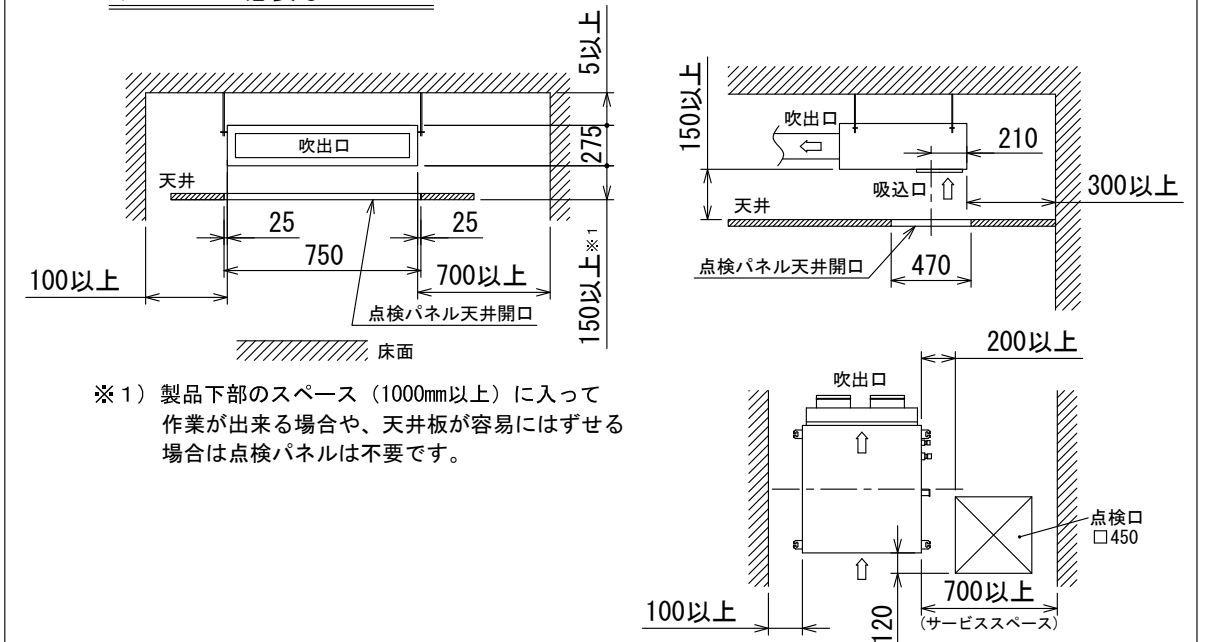 5以上
吹出口
275
天井
25
25
750
100以上
700以上
150以上※1
点検パネル天井開口
床面
※1）製品下部のスペース（1000mm以上）に入って
作業が出来る場合や、天井板が容易にはずせる
場合は点検パネルは不要です。
150以上
吹出口
210
吸込口
300以上
天井
点検パネル天井開口
470
200以上
吹出口
点検口
□450
100以上
120
700以上
(サービススペース)